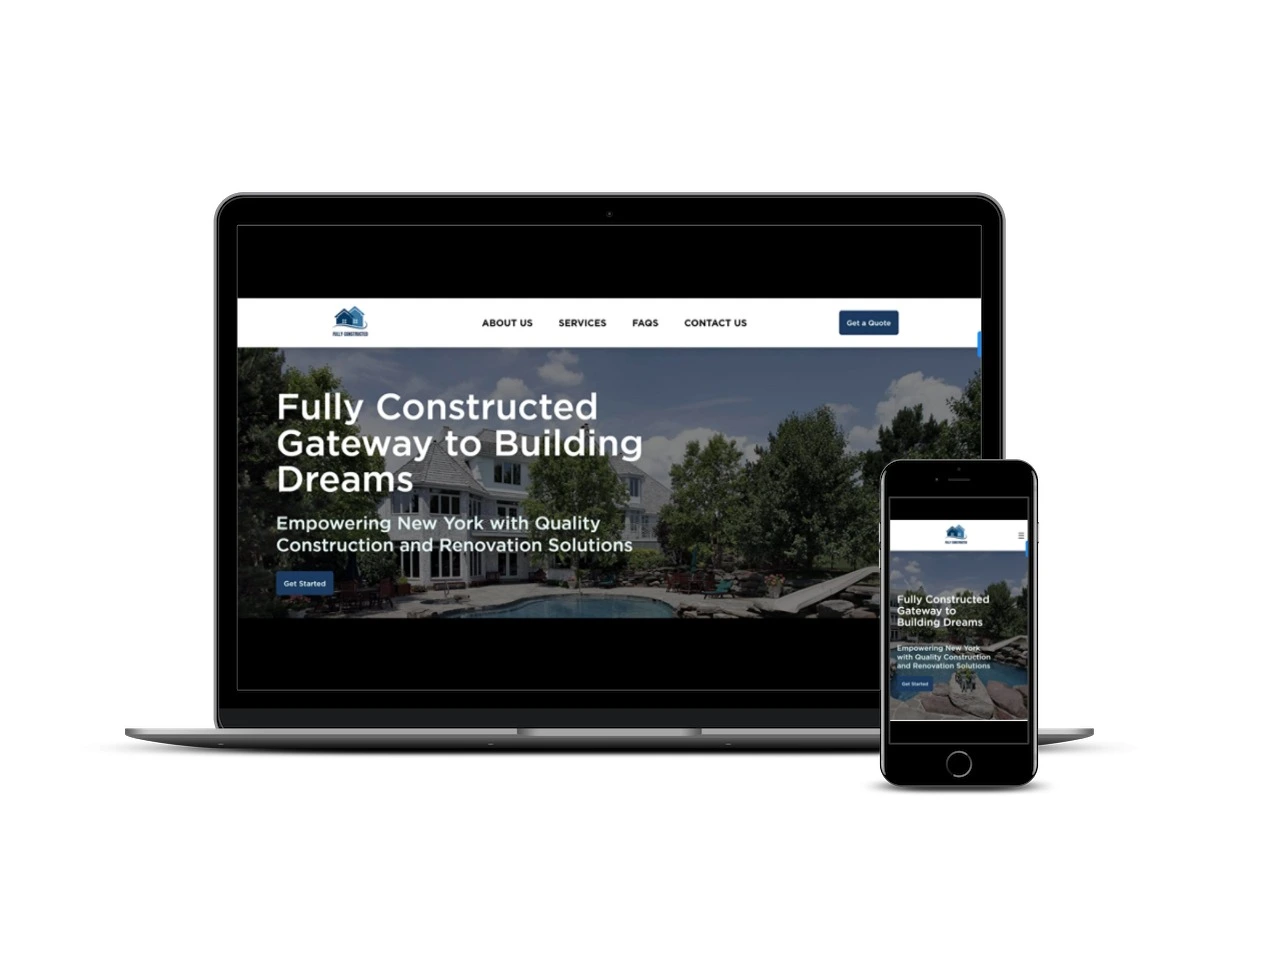 FULLY CONSTRUCTED
ABOUT US SERVICES FAQS CONTACT US
Get a Quote
Fully Constructed
Gateway to Building
Dreams
Empowering New York with Quality
Construction and Renovation Solutions
Get Started
FULLY CONSTRUCTED
Fully Constructed
Gateway to
Building Dreams
Empowering New York
with Quality Construction
and Renovation Solutions
Get Started